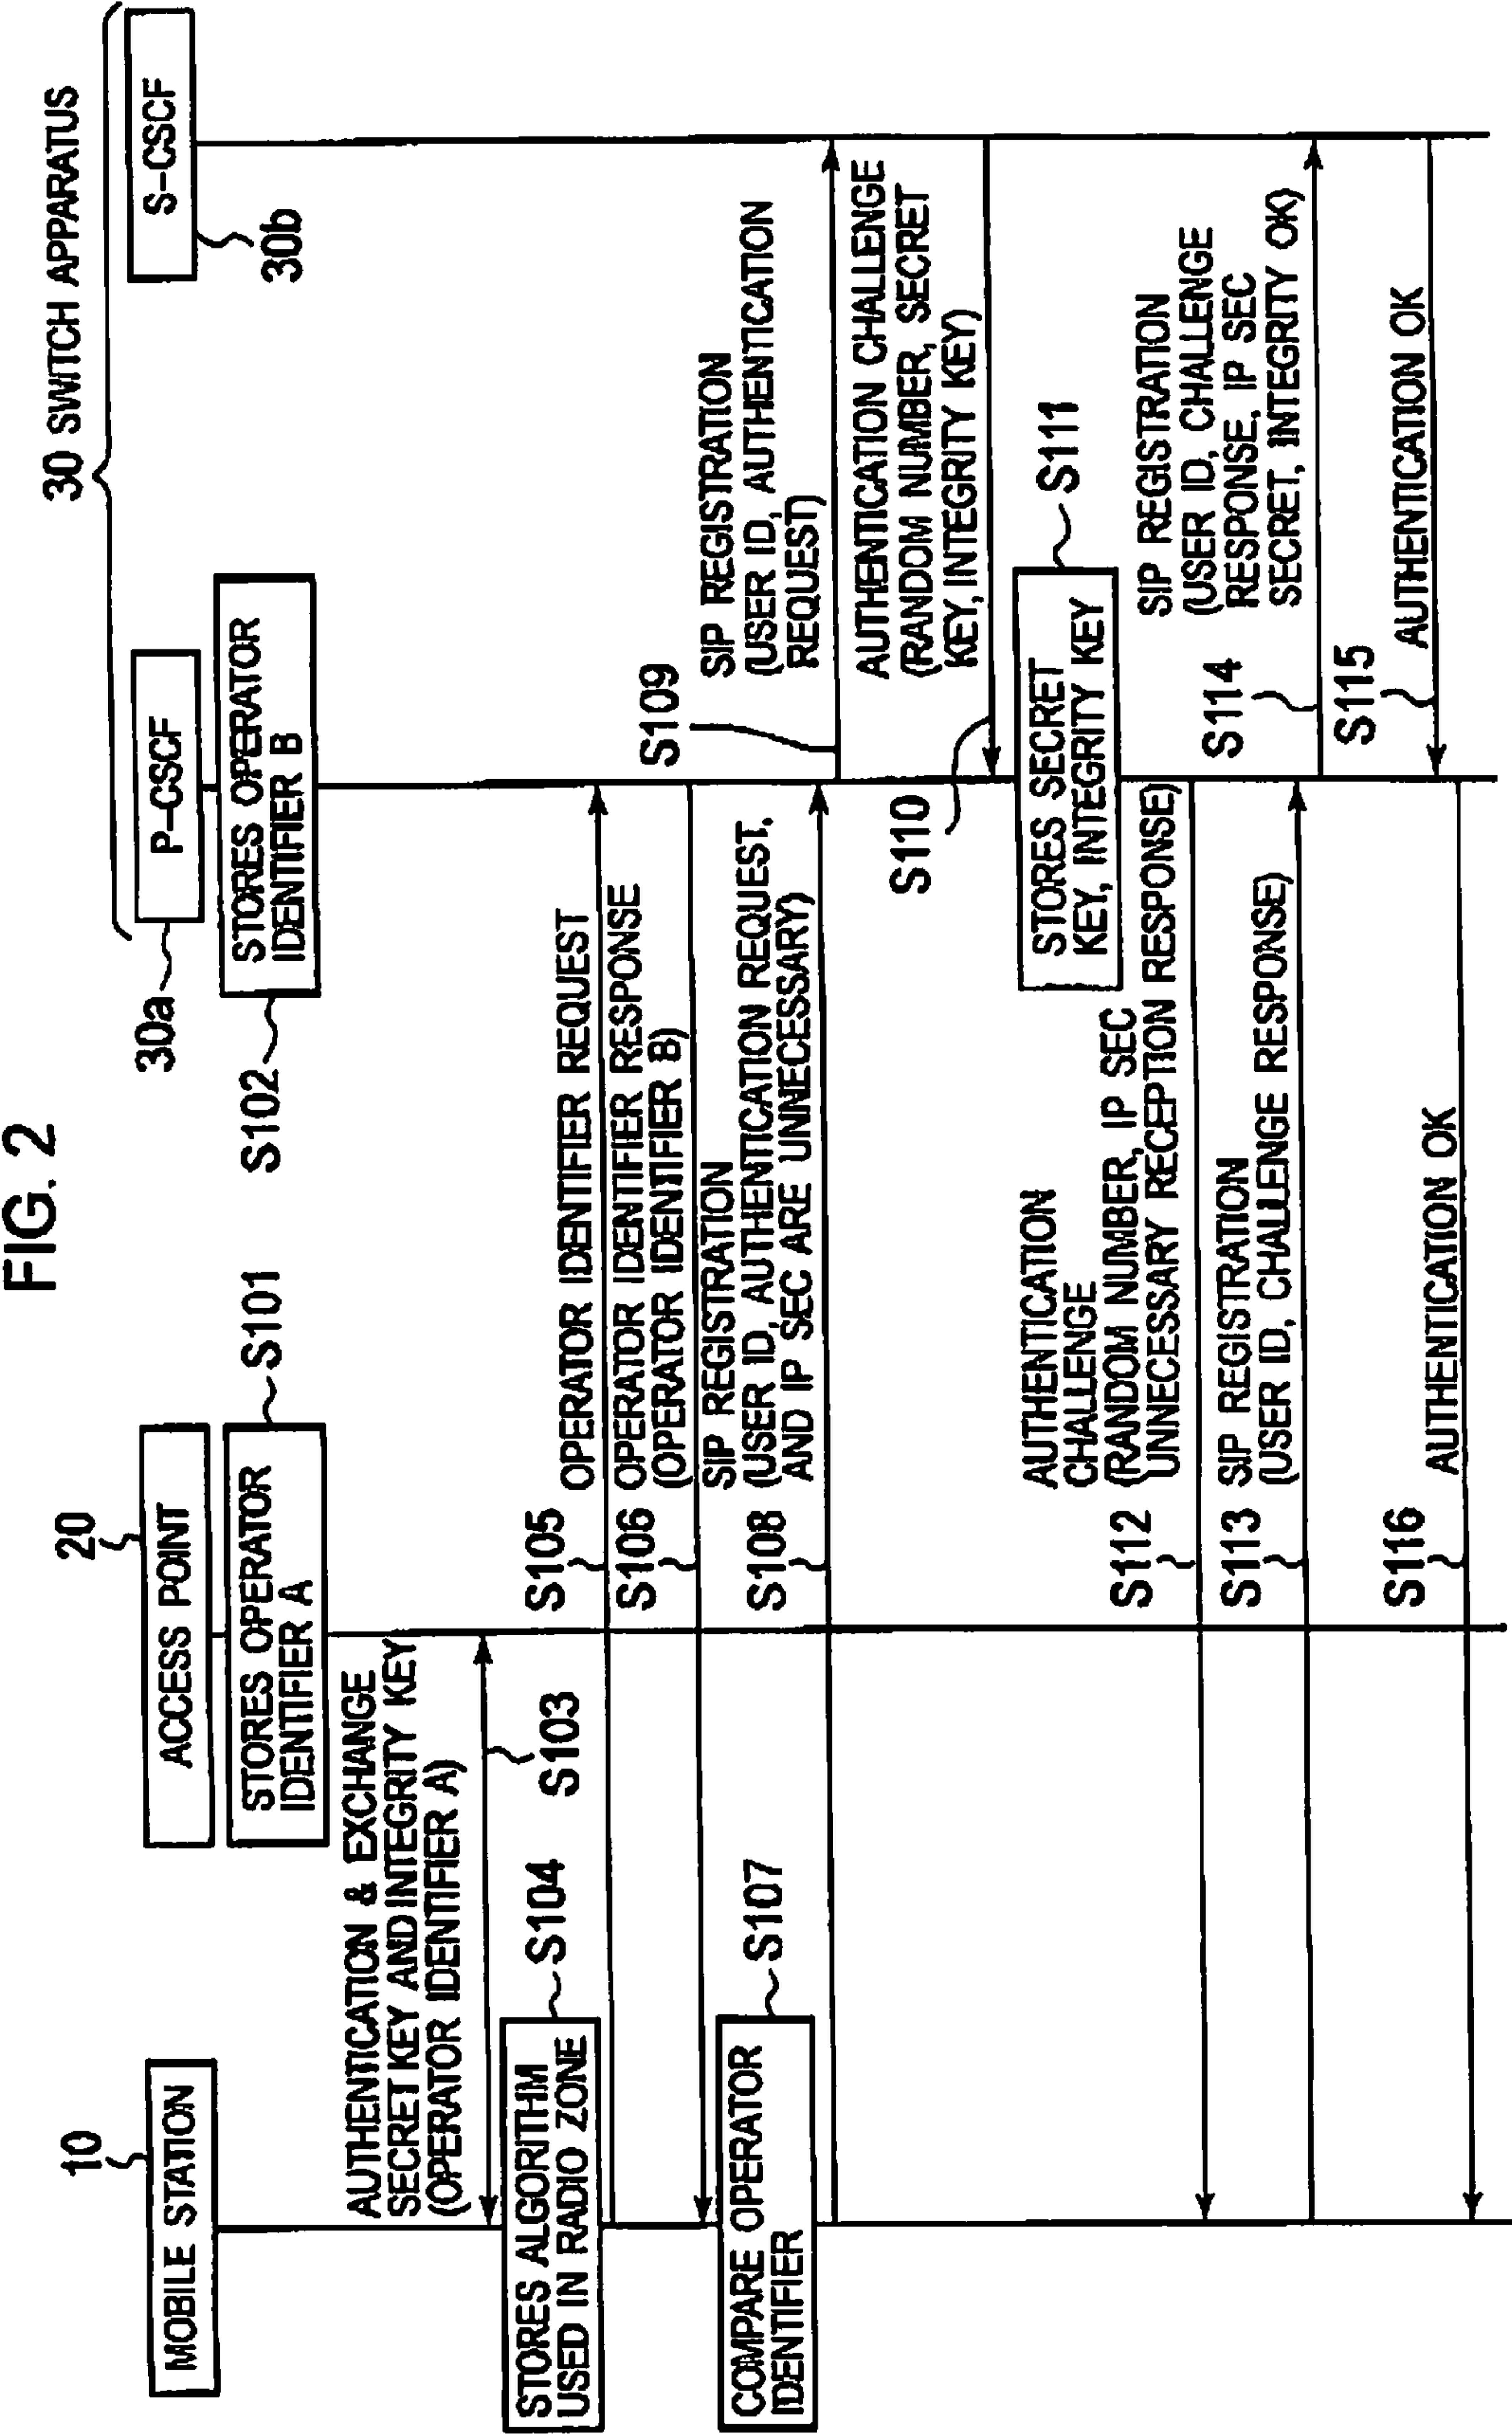 FIG. 2
30 SWITCH APPARATUS
10
20
30a
30b
MOBILE STATION
ACCESS POINT
P-CSCF
S-CSCF
STORES OPERATOR
IDENTIFIER A
S101
STORES OPERATOR
IDENTIFIER B
S102
AUTHENTICATION & EXCHANGE
SECRET KEY AND INTEGRITY KEY
(OPERATOR IDENTIFIER A)
S103
STORES ALGORITHM
USED IN RADIO ZONE
S104
S105
OPERATOR IDENTIFIER REQUEST
S106
OPERATOR IDENTIFIER RESPONSE
(OPERATOR IDENTIFIER B)
COMPARE OPERATOR
IDENTIFIER
S107
S108
SIP REGISTRATION
(USER ID, AUTHENTICATION REQUEST,
AND IP SEC ARE UNNECESSARY)
S109
SIP REGISTRATION
(USER ID, AUTHENTICATION
REQUEST)
S110
AUTHENTICATION CHALLENGE
(RANDOM NUMBER, SECRET
KEY, INTEGRITY KEY)
STORES SECRET
KEY, INTEGRITY KEY
S111
S112
AUTHENTICATION
CHALLENGE
(RANDOM NUMBER, IP SEC
UNNECESSARY RECEPTION RESPONSE)
S113
SIP REGISTRATION
(USER ID, CHALLENGE RESPONSE)
S114
SIP REGISTRATION
(USER ID, CHALLENGE
RESPONSE, IP SEC
SECRET, INTEGRITY OK)
S115
AUTHENTICATION OK
S116
AUTHENTICATION OK